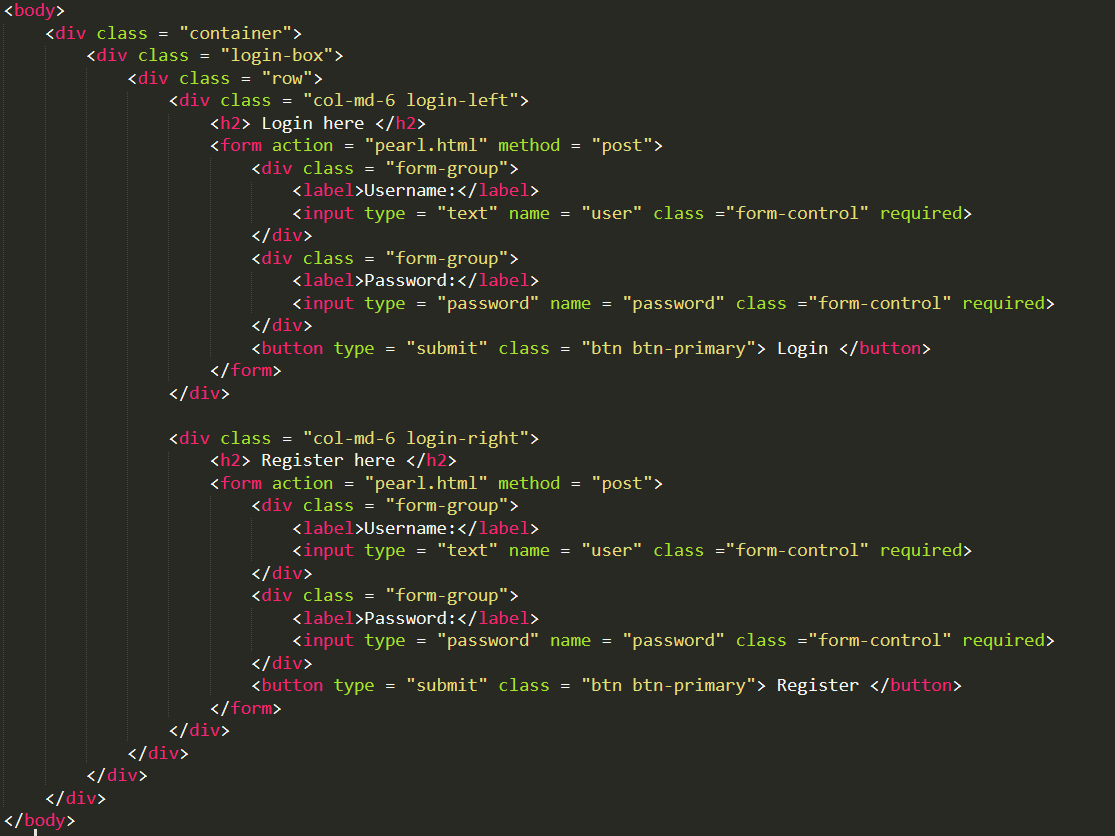 <body>
    <div class = "container">
        <div class = "login-box">
            <div class = "row">
                <div class = "col-md-6 login-left">
                    <h2> Login here </h2>
                    <form action = "pearl.html" method = "post">
                        <div class = "form-group">
                            <label>Username:</label>
                            <input type = "text" name = "user" class ="form-control" required>
                        </div>
                        <div class = "form-group">
                            <label>Password:</label>
                            <input type = "password" name = "password" class ="form-control" required>
                        </div>
                        <button type = "submit" class = "btn btn-primary"> Login </button>
                    </form>
                </div>

                <div class = "col-md-6 login-right">
                    <h2> Register here </h2>
                    <form action = "pearl.html" method = "post">
                        <div class = "form-group">
                            <label>Username:</label>
                            <input type = "text" name = "user" class ="form-control" required>
                        </div>
                        <div class = "form-group">
                            <label>Password:</label>
                            <input type = "password" name = "password" class ="form-control" required>
                        </div>
                        <button type = "submit" class = "btn btn-primary"> Register </button>
                    </form>
                </div>
            </div>
        </div>
    </div>
</body>